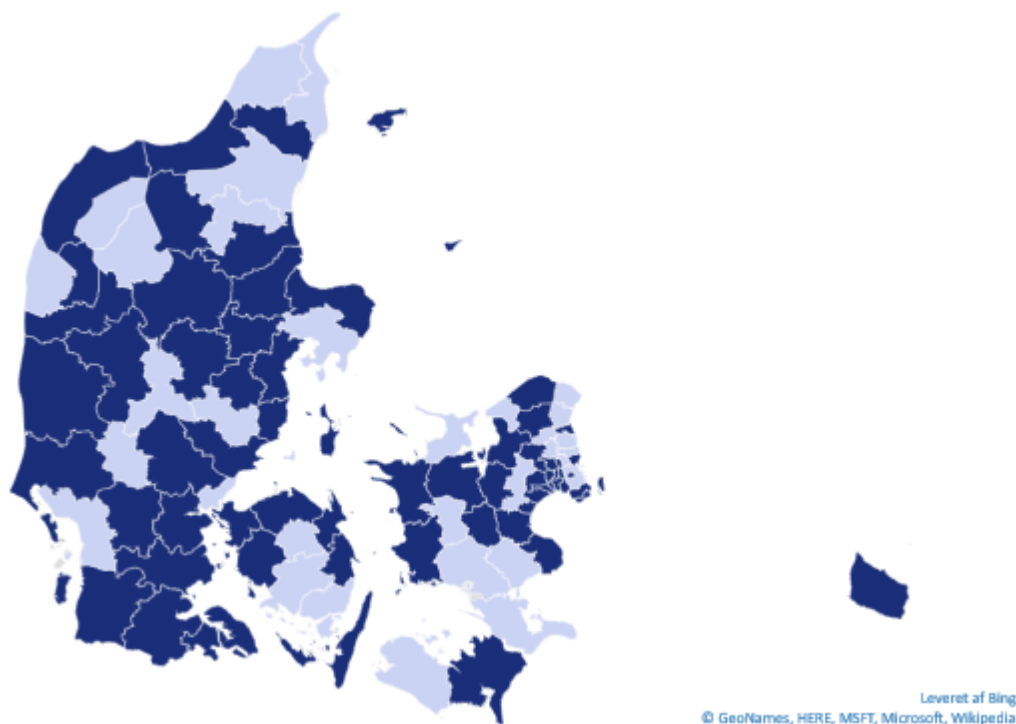 Leveret af Bing
© GeoNames, HERE, MSFT, Microsoft, Wikipedia